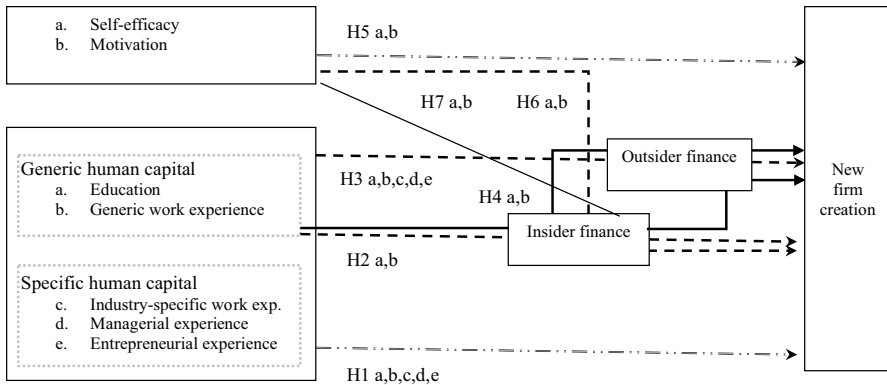 a. Self-efficacy
b. Motivation
H5 a,b
H7 a,b
H6 a,b
Generic human capital
a. Education
b. Generic work experience
H3 a,b,c,d,e
H4 a,b
Outsider finance
Insider finance
H2 a,b
New
firm
creation
Specific human capital
c. Industry-specific work exp.
d. Managerial experience
e. Entrepreneurial experience
H1 a,b,c,d,e